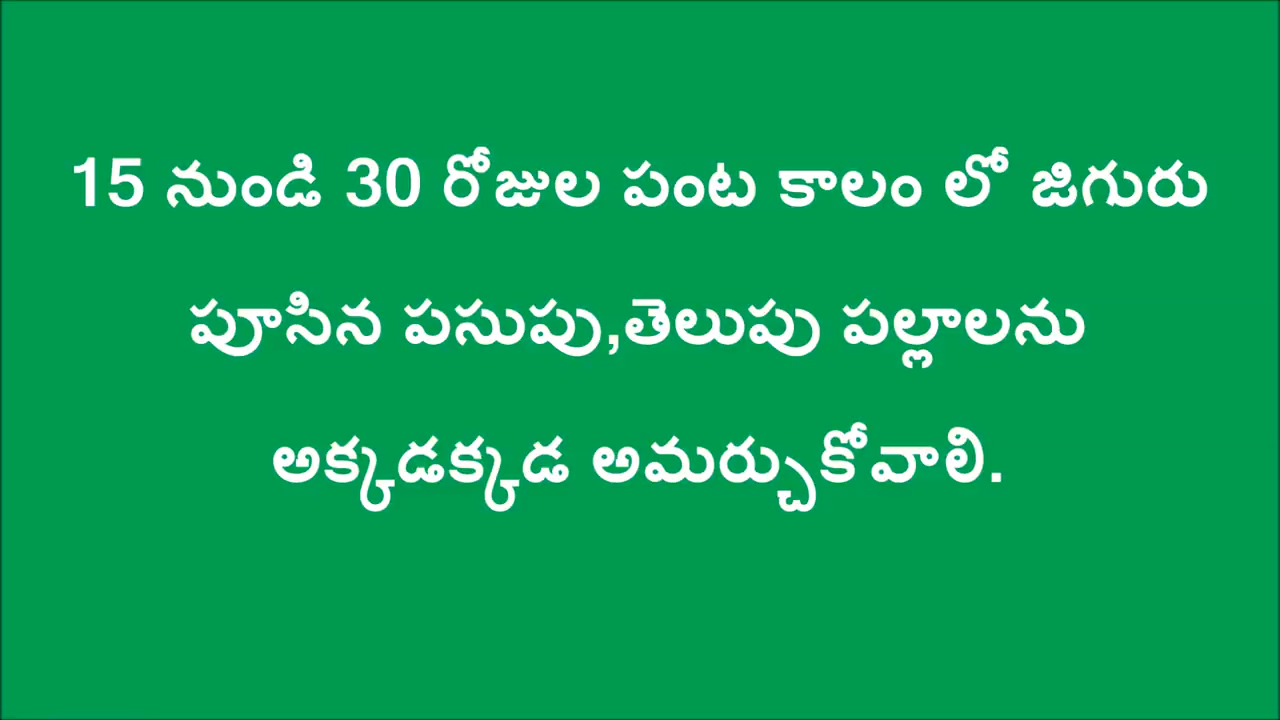 15 నుండి 30 రోజుల పంట కాలం లో జిగురు
పూసిన పసుపు,తెలుపు పల్లాలను
అక్కడక్కడ అమర్చుకోవాలి.